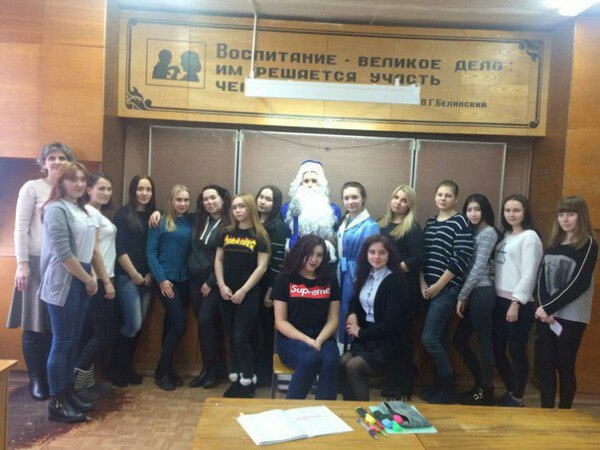 Воспитание - великое дело:
им решается участь
В.Г.Белинский
Supreme